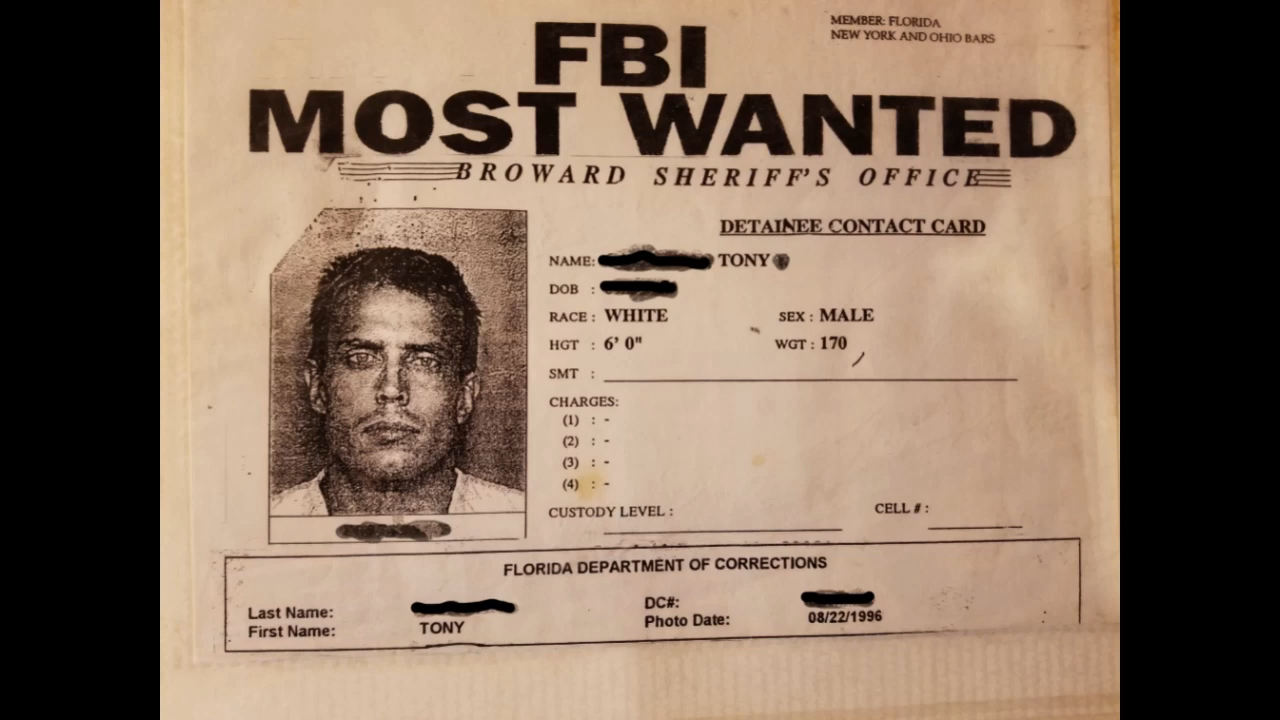 MEMBER: FLORIDA
NEW YORK AND OHIO BARS
FBI
MOST WANTED
BROWARD SHERIFF'S OFFICE
DETAINEE CONTACT CARD
NAME: TONY
DOB :
RACE : WHITE SEX : MALE
HGT : 6' 0" WGT : 170
SMT :
CHARGES:
(1) : -
(2) : -
(3) : -
(4) : -
CUSTODY LEVEL : CELL # :
FLORIDA DEPARTMENT OF CORRECTIONS
Last Name: DC#:
First Name: TONY Photo Date: 08/22/1996